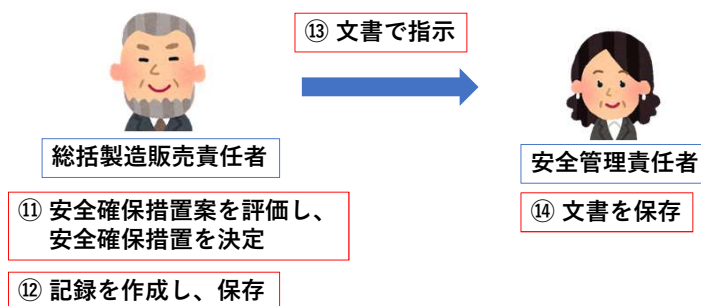 ⑬ 文書で指示
総括製造販売責任者
安全管理責任者
⑪ 安全確保措置案を評価し、
安全確保措置を決定
⑭ 文書を保存
⑫ 記録を作成し、保存